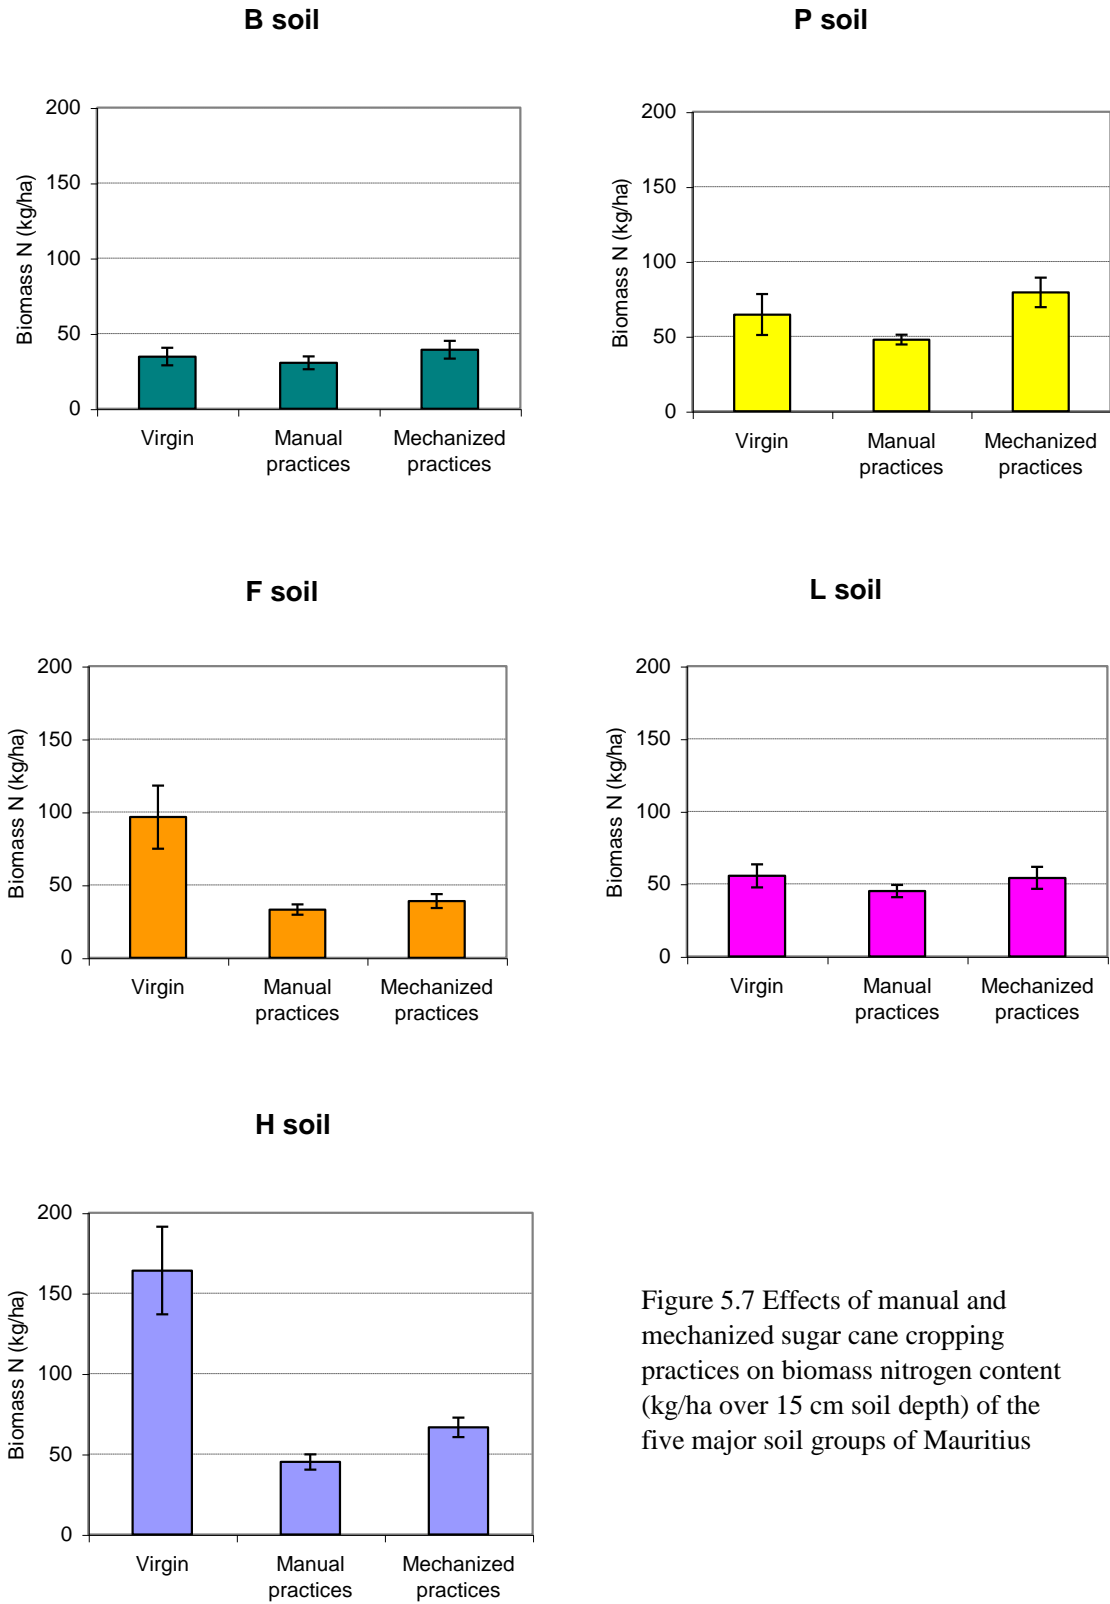 B soil
Biomass N (kg/ha)
200
150
100
50
0
Virgin
Manual
practices
Mechanized
practices
P soil
Biomass N (kg/ha)
200
150
100
50
0
Virgin
Manual
practices
Mechanized
practices
F soil
Biomass N (kg/ha)
200
150
100
50
0
Virgin
Manual
practices
Mechanized
practices
L soil
Biomass N (kg/ha)
200
150
100
50
0
Virgin
Manual
practices
Mechanized
practices
H soil
Biomass N (kg/ha)
200
150
100
50
0
Virgin
Manual
practices
Mechanized
practices
Figure 5.7 Effects of manual and
mechanized sugar cane cropping
practices on biomass nitrogen content
(kg/ha over 15 cm soil depth) of the
five major soil groups of Mauritius